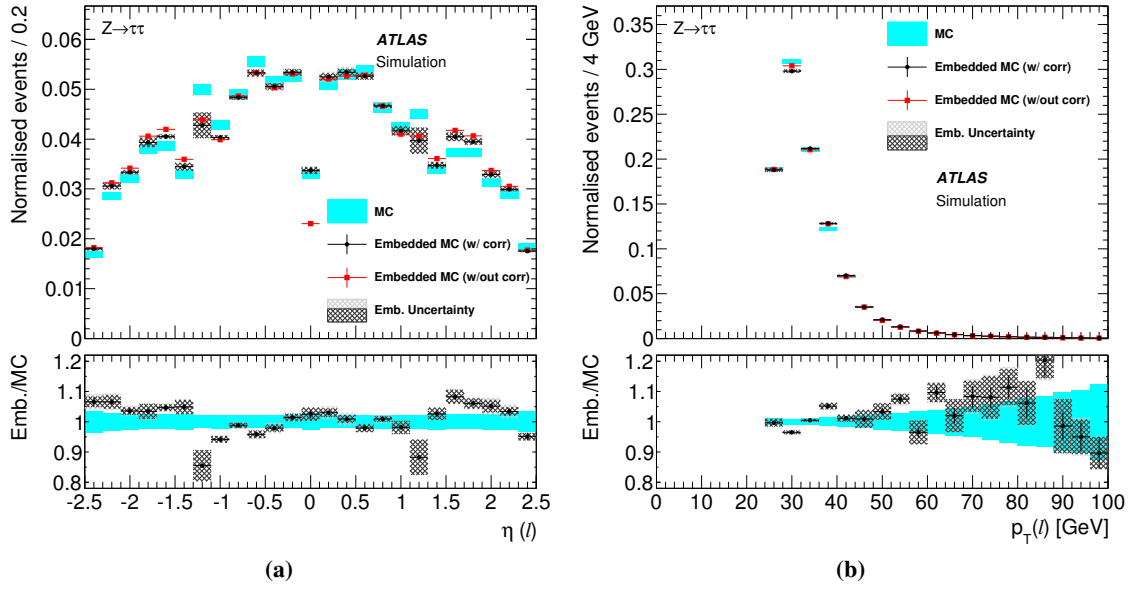 Normalised events / 0.2
0.06
0.05
0.04
0.03
0.02
0.01
0
Z→ττ
ATLAS
Simulation
MC
Embedded MC (w/ corr)
Embedded MC (w/out corr)
Emb. Uncertainty
Emb./MC
1.2
1.1
1
0.9
0.8
-2.5 -2 -1.5 -1 -0.5 0 0.5 1 1.5 2 2.5
η (l)
(a)
Normalised events / 4 GeV
0.35
0.3
0.25
0.2
0.15
0.1
0.05
0
Z→ττ
MC
Embedded MC (w/ corr)
Embedded MC (w/out corr)
Emb. Uncertainty
ATLAS
Simulation
Emb./MC
1.2
1.1
1
0.9
0.8
0 10 20 30 40 50 60 70 80 90 100
p_T(l) [GeV]
(b)